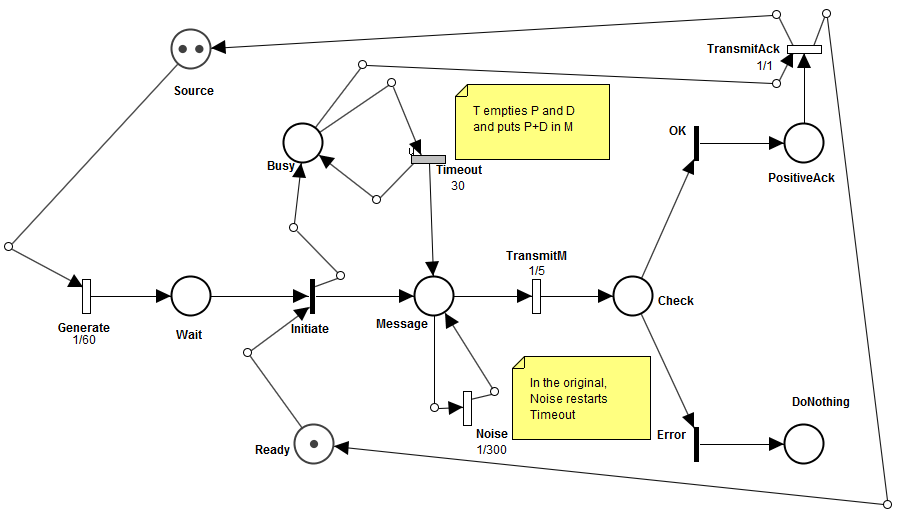 TransmitAck
1/1
Source
T empties P and D
and puts P+D in M
OK
Busy
Timeout
30
PositiveAck
TransmitM
1/5
Generate
1/60
Wait
Initiate
Message
Check
In the original,
Noise restarts
Timeout
DoNothing
Ready
Noise
1/300
Error